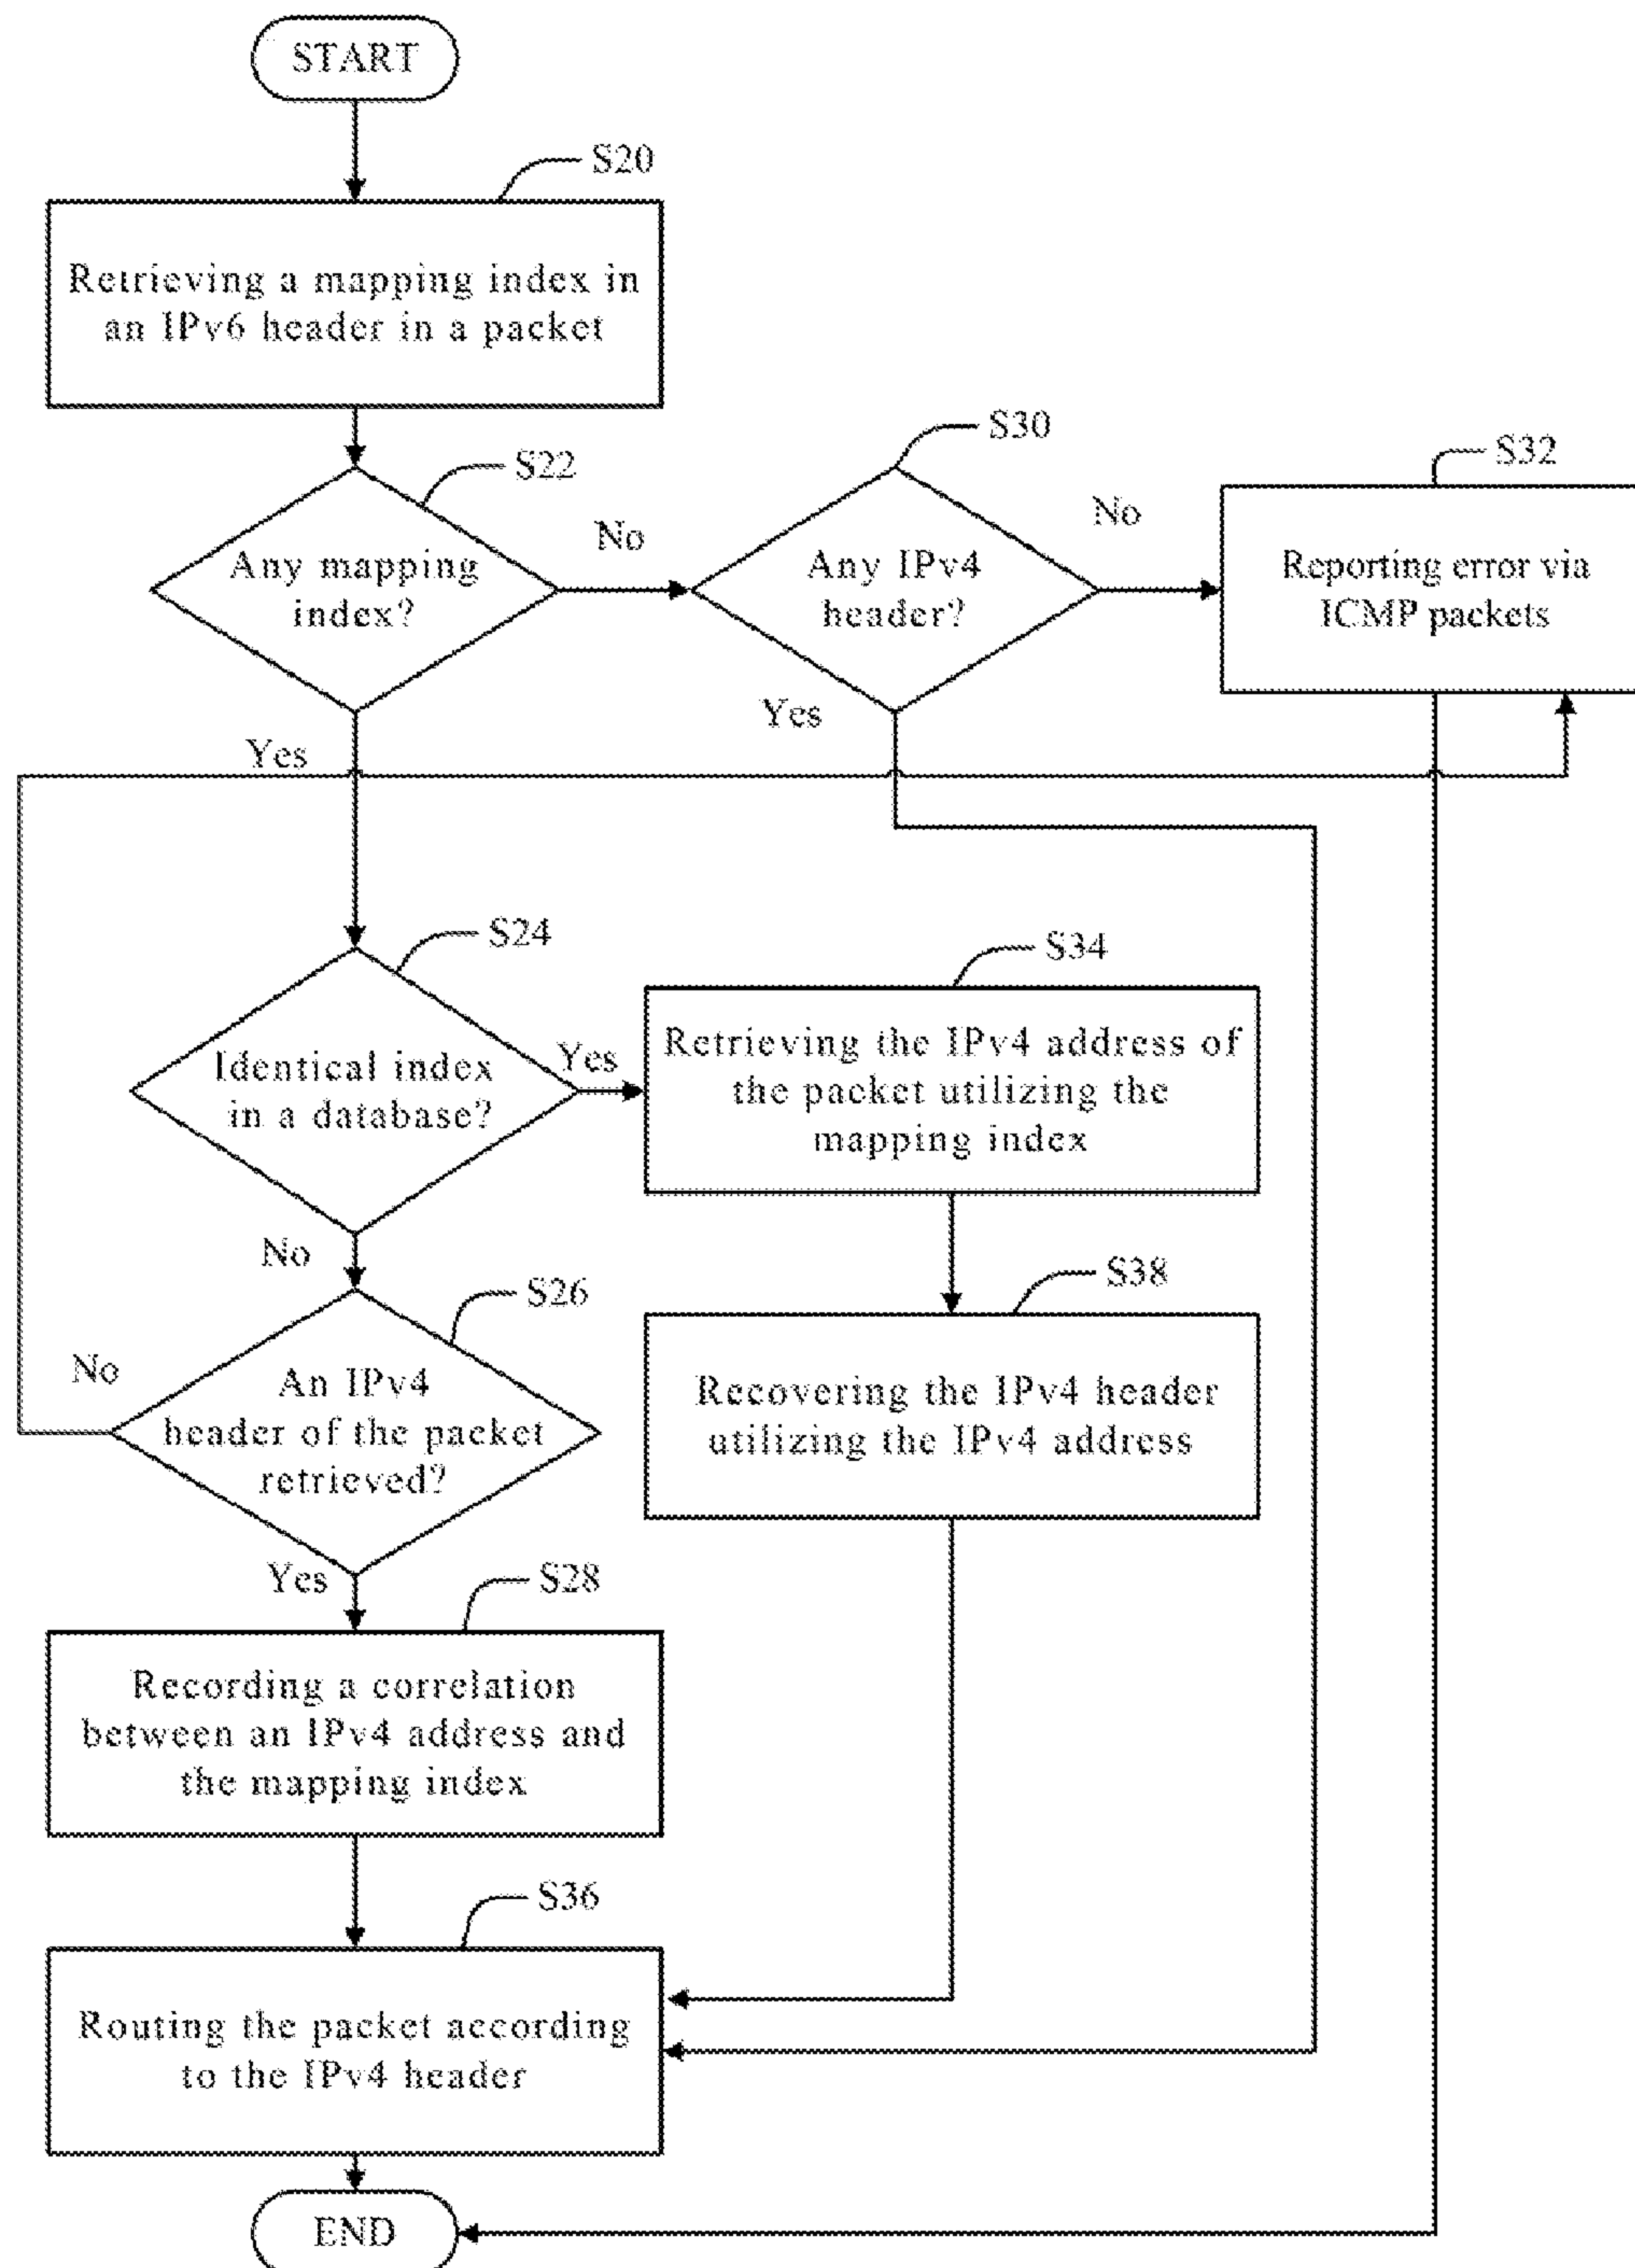 START
S20
Retrieving a mapping index in
an IPv6 header in a packet
S22
Any mapping
index?
No
Yes
S30
Any IPv4
header?
No
Yes
S32
Reporting error via
ICMP packets
S24
Identical index
in a database?
Yes
No
S34
Retrieving the IPv4 address of
the packet utilizing the
mapping index
S26
An IPv4
header of the packet
retrieved?
No
Yes
S38
Recovering the IPv4 header
utilizing the IPv4 address
S28
Recording a correlation
between an IPv4 address and
the mapping index
S36
Routing the packet according
to the IPv4 header
END